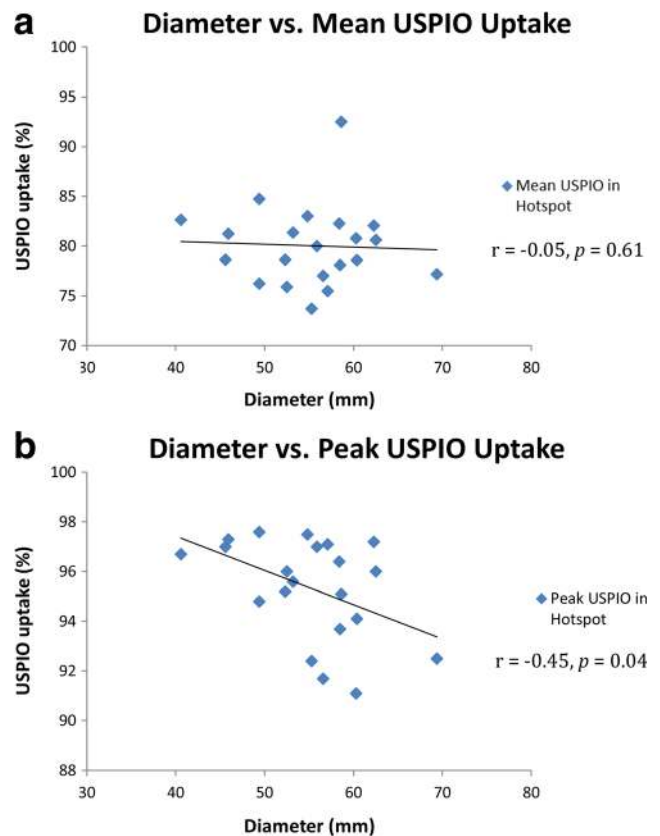 a
Diameter vs. Mean USPIO Uptake
100
95
90
85
80
75
70
USPIO uptake (%)
30 40 50 60 70 80
Diameter (mm)
Mean USPIO in
Hotspot
r = -0.05, p = 0.61
b
Diameter vs. Peak USPIO Uptake
100
98
96
94
92
90
88
USPIO uptake (%)
30 40 50 60 70 80
Diameter (mm)
Peak USPIO in
Hotspot
r = -0.45, p = 0.04